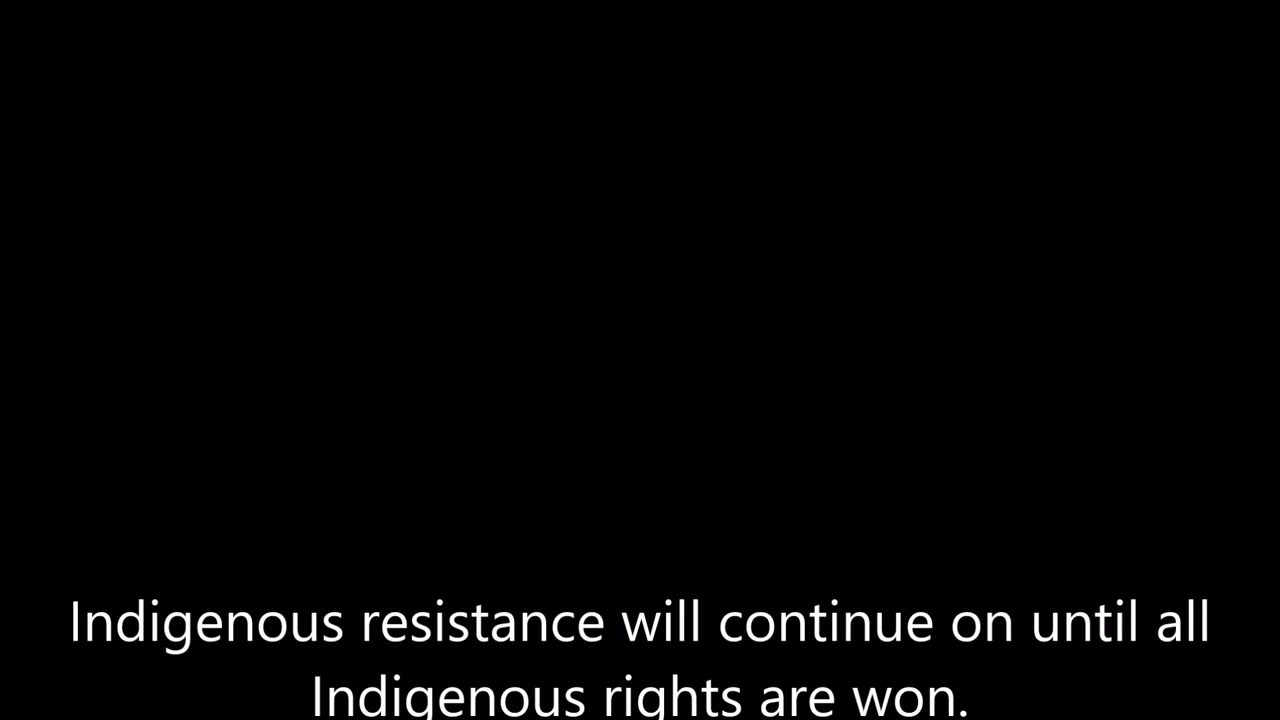 Indigenous resistance will continue on until all
Indigenous rights are won.